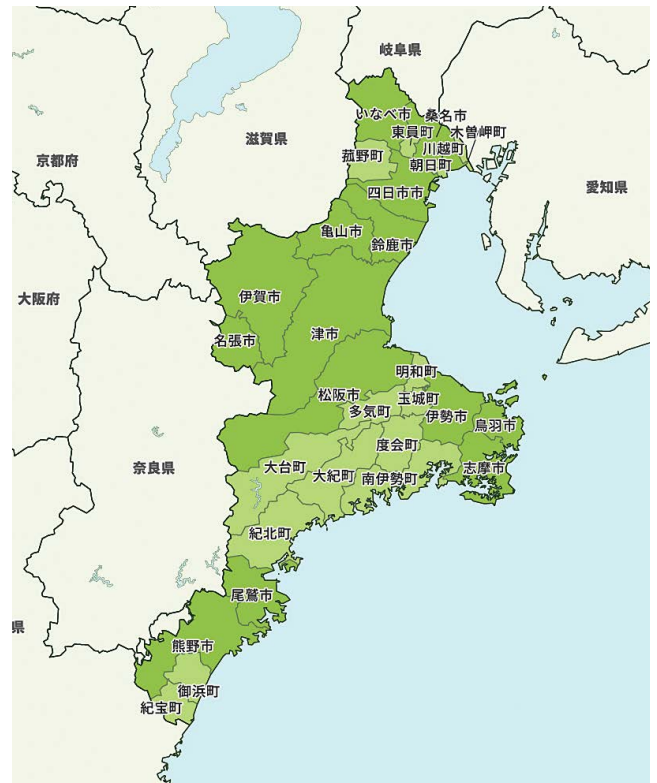 岐阜県
いなべ市
桑名市
東員町
木曽岬町
滋賀県
菰野町
川越町
朝日町
京都府
愛知県
四日市市
亀山市
鈴鹿市
伊賀市
大阪府
名張市
津市
明和町
松阪市
玉城町
多気町
伊勢市
鳥羽市
度会町
奈良県
大台町
大紀町
南伊勢町
志摩市
紀北町
尾鷲市
県
熊野市
御浜町
紀宝町